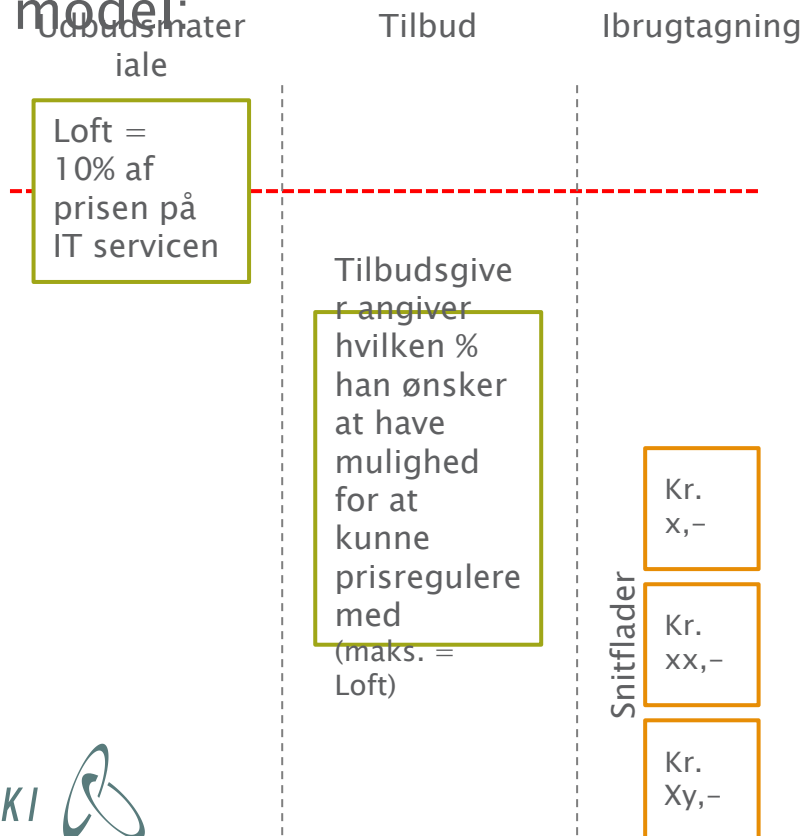 model:
Udbudsmater
iale
Tilbud
Ibrugtagning
Loft =
10% af
prisen på
IT servicen
Tilbudsgive
r angiver
hvilken %
han ønsker
at have
mulighed
for at
kunne
prisregulere
med
(maks. =
Loft)
Snitflader
Kr.
x,-
Kr.
xx,-
Kr.
Xy,-
KI